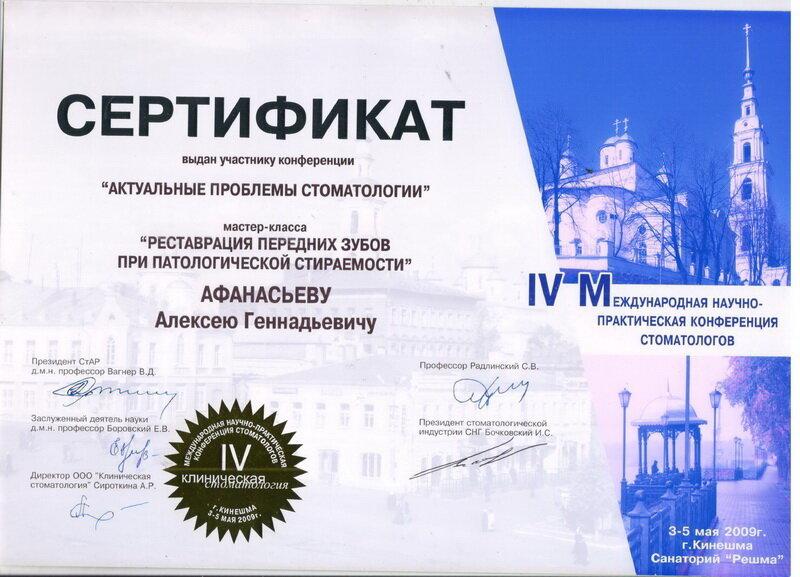 СЕРТИФИКАТ
выдан участнику конференции
“АКТУАЛЬНЫЕ ПРОБЛЕМЫ СТОМАТОЛОГИИ”
мастер-класса
“РЕСТАВРАЦИЯ ПЕРЕДНИХ ЗУБОВ
ПРИ ПАТОЛОГИЧЕСКОЙ СТИРАЕМОСТИ”
АФАНАСЬЕВУ
Алексею Геннадьевичу
IV МЕЖДУНАРОДНАЯ НАУЧНО-
ПРАКТИЧЕСКАЯ КОНФЕРЕНЦИЯ
СТОМАТОЛОГОВ
Президент СтАР
д.м.н. профессор Вагнер В.Д.
Заслуженный деятель науки
д.м.н. профессор Боровский Е.В.
Директор ООО "Клиническая
стоматология" Сироткина А.Р.
Профессор Радлинский С.В.
Президент стоматологической
индустрии СНГ Бочковский И.С.
МЕЖДУНАРОДНАЯ НАУЧНО-ПРАКТИЧЕСКАЯ
КОНФЕРЕНЦИЯ СТОМАТОЛОГОВ
IV
клиническая
стоматология
г. КИНЕШМА
3-5 МАЯ 2009г.
3-5 мая 2009г.
г.Кинешма
Санаторий "Решма"